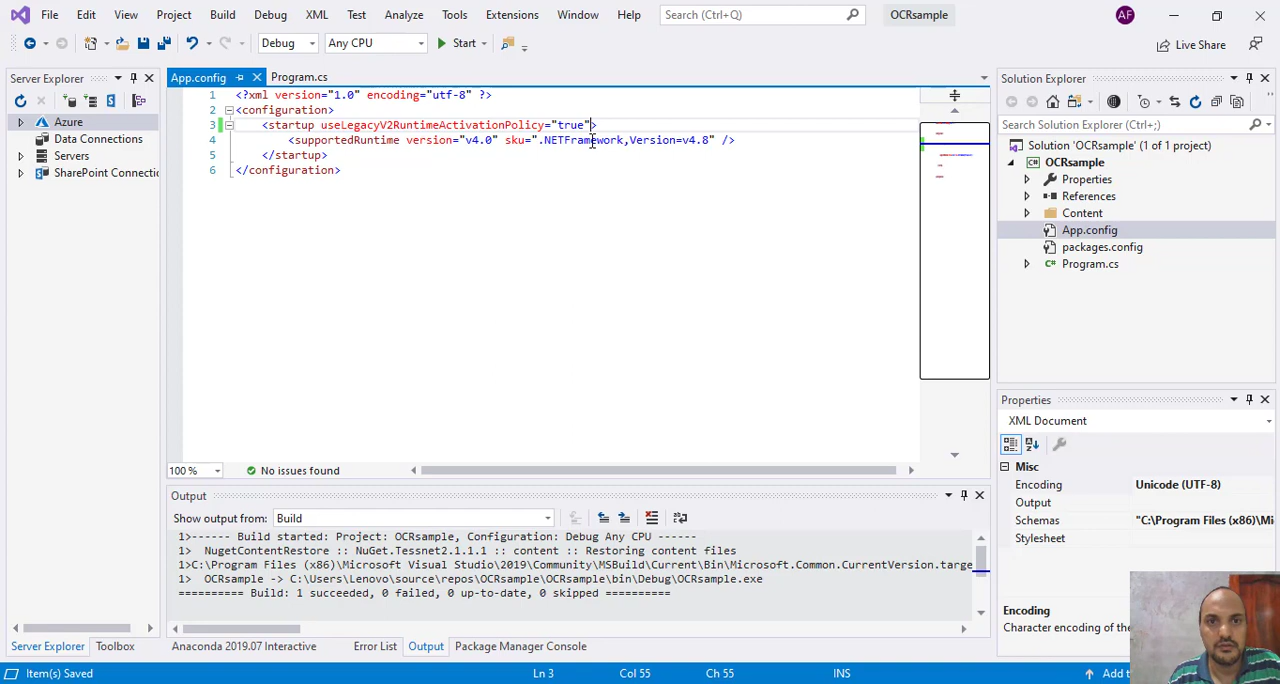 File Edit View Project Build Debug XML Test Analyze Tools Extensions Window Help Search (Ctrl+Q) OCRsample AF
Debug Any CPU Start Live Share
Server Explorer
Azure
Data Connections
Servers
SharePoint Connectic
App.config Program.cs
1 <?xml version="1.0" encoding="utf-8" ?>
2 <configuration>
3 <startup useLegacyV2RuntimeActivationPolicy="true">
4 <supportedRuntime version="v4.0" sku=".NETFramework,Version=v4.8" />
5 </startup>
6 </configuration>
100 % No issues found
Solution Explorer
Search Solution Explorer (Ctrl+;)
Solution 'OCRsample' (1 of 1 project)
OCRsample
Properties
References
Content
App.config
packages.config
Program.cs
Properties
XML Document
Misc
Encoding Unicode (UTF-8)
Output
Schemas "C:\Program Files (x86)\Mi
Stylesheet
Encoding
Character encoding of the
Output
Show output from: Build
1>------ Build started: Project: OCRsample, Configuration: Debug Any CPU ------
1> NugetContentRestore :: NuGet.Tessnet2.1.1.1 :: content :: Restoring content files
1>C:\Program Files (x86)\Microsoft Visual Studio\2019\Community\MSBuild\Current\Bin\Microsoft.Common.CurrentVersion.targe
1> OCRsample -> C:\Users\Lenovo\source\repos\OCRsample\OCRsample\bin\Debug\OCRsample.exe
========== Build: 1 succeeded, 0 failed, 0 up-to-date, 0 skipped ==========
Server Explorer Toolbox Anaconda 2019.07 Interactive Error List Output Package Manager Console
Item(s) Saved Ln 3 Col 55 Ch 55 INS Add t